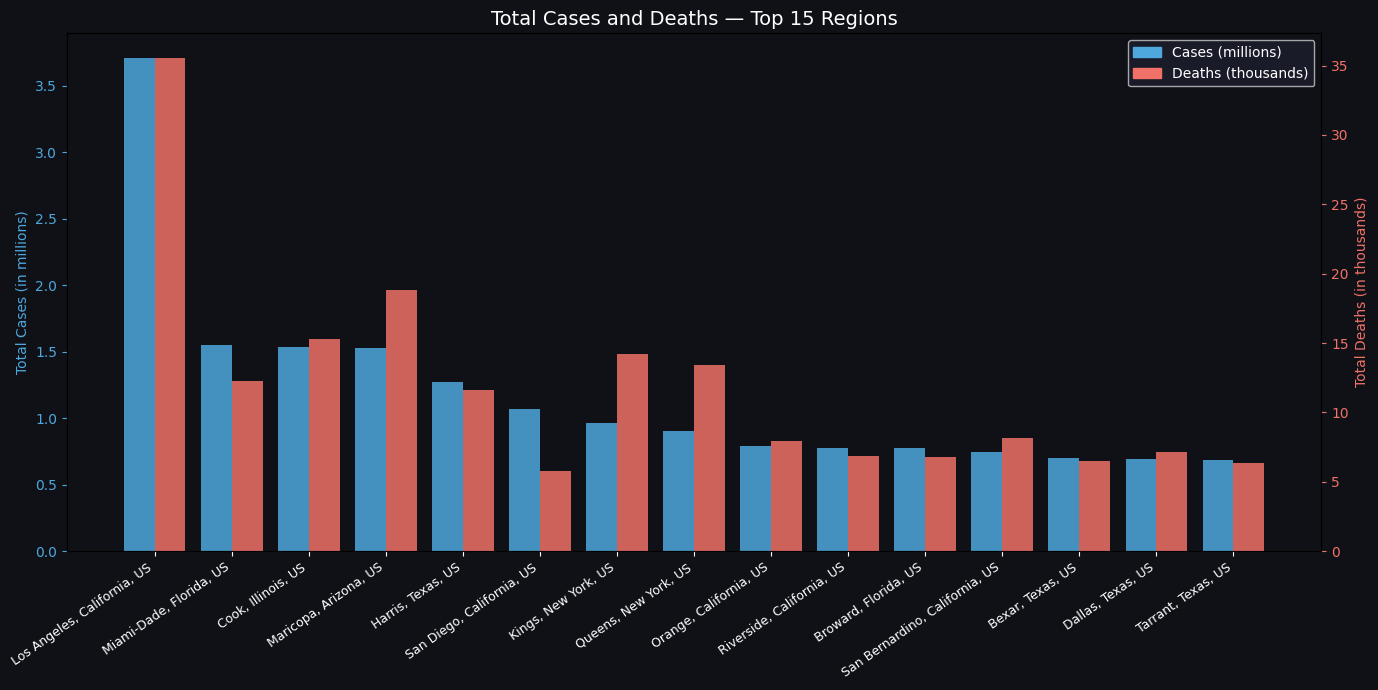 Total Cases and Deaths — Top 15 Regions
Cases (millions)
Deaths (thousands)
Total Cases (in millions)
3.5
3.0
2.5
2.0
1.5
1.0
0.5
0.0
Total Deaths (in thousands)
35
30
25
20
15
10
5
0
Los Angeles, California, US
Miami-Dade, Florida, US
Cook, Illinois, US
Maricopa, Arizona, US
Harris, Texas, US
San Diego, California, US
Kings, New York, US
Queens, New York, US
Orange, California, US
Riverside, California, US
Broward, Florida, US
San Bernardino, California, US
Bexar, Texas, US
Dallas, Texas, US
Tarrant, Texas, US